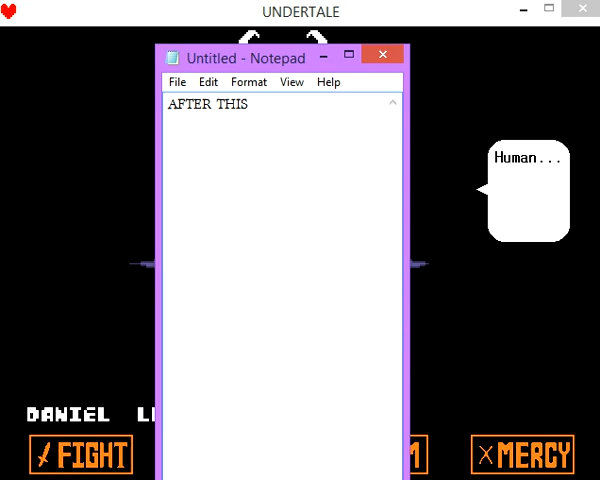 UNDERTALE
Untitled - Notepad
File Edit Format View Help
AFTER THIS
Human...
DANIEL
FIGHT
MERCY